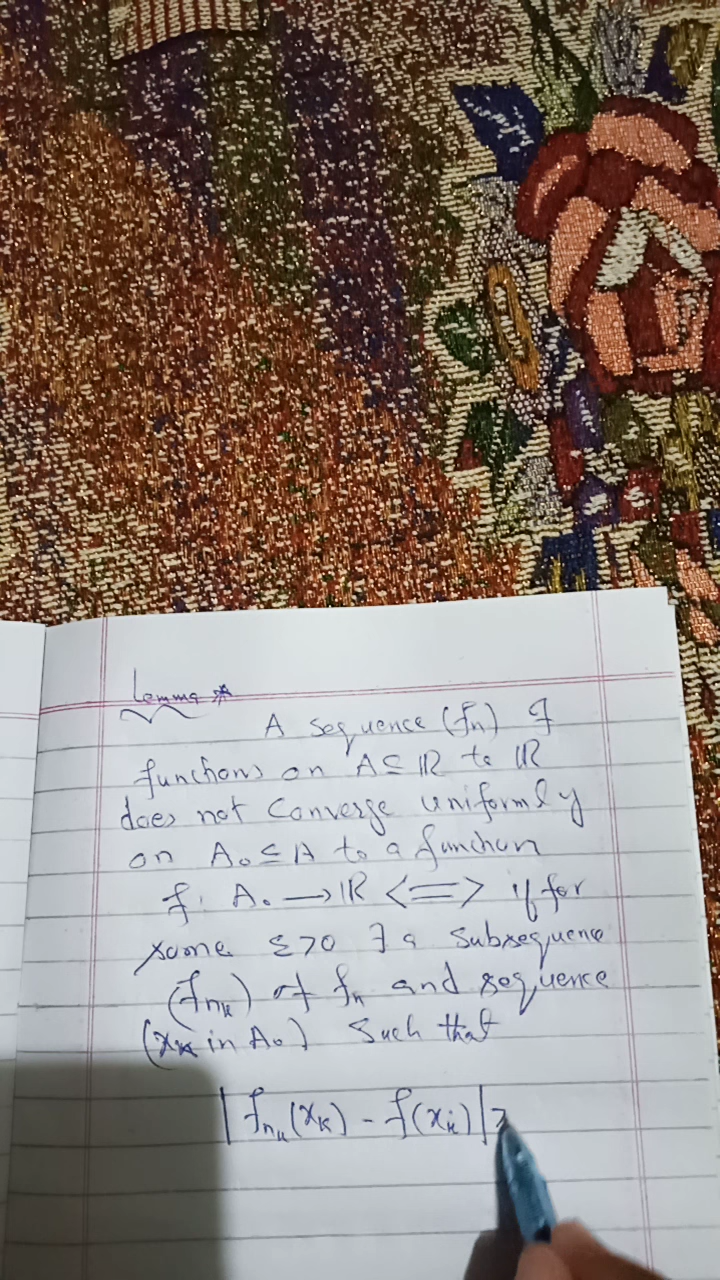 Lemma *
A sequence (fn) of
functions on A ⊆ ℝ to ℝ
does not Converge uniformly
on A₀ ⊆ A to a function
f: A₀ → ℝ <=> if for
some ε>0 ∃ a subsequence
(fnₖ) of fn and sequence
(xₖ in A₀) Such that
| fnₖ(xₖ) - f(xₖ)| ≥